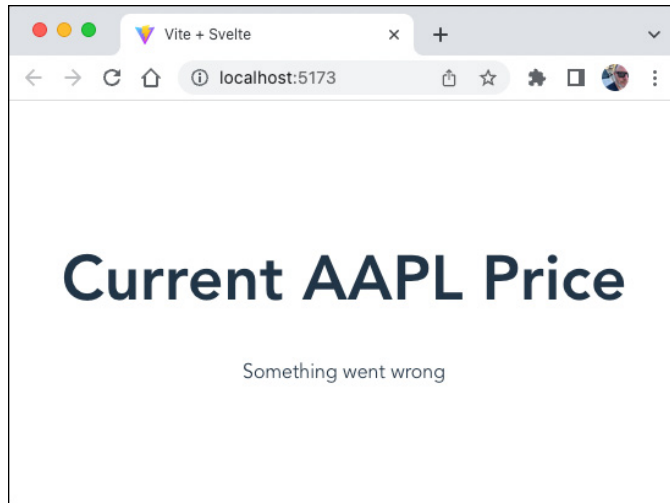 Vite + Svelte
localhost:5173
Current AAPL Price
Something went wrong